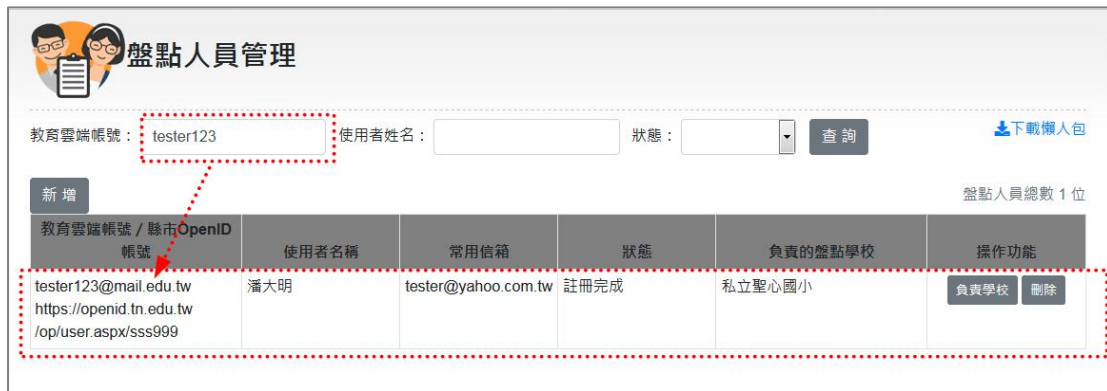 盤點人員管理
教育雲端帳號： tester123 使用者姓名： 狀態： 查詢 下載懶人包
新增 盤點人員總數 1 位
教育雲端帳號 / 縣市OpenID
帳號 使用者名稱 常用信箱 狀態 負責的盤點學校 操作功能
tester123@mail.edu.tw 潘大明 tester@yahoo.com.tw 註冊完成 私立聖心國小 負責學校 刪除
https://openid.tn.edu.tw
/op/user.aspx/sss999